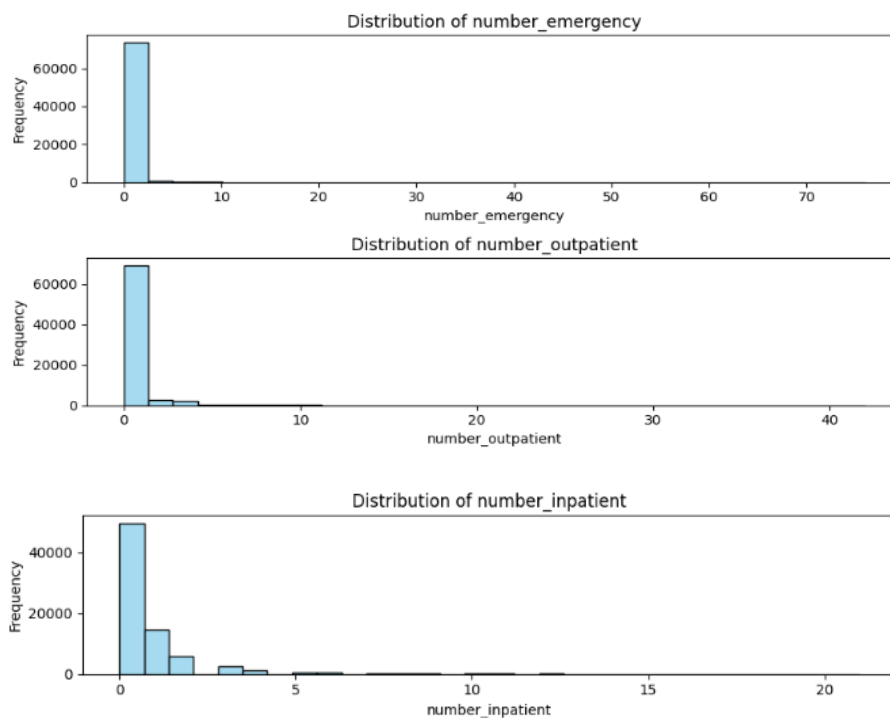 Distribution of number_emergency
60000
40000
20000
0
Frequency
0 10 20 30 40 50 60 70
number_emergency
Distribution of number_outpatient
60000
40000
20000
0
Frequency
0 10 20 30 40
number_outpatient
Distribution of number_inpatient
40000
20000
0
Frequency
0 5 10 15 20
number_inpatient